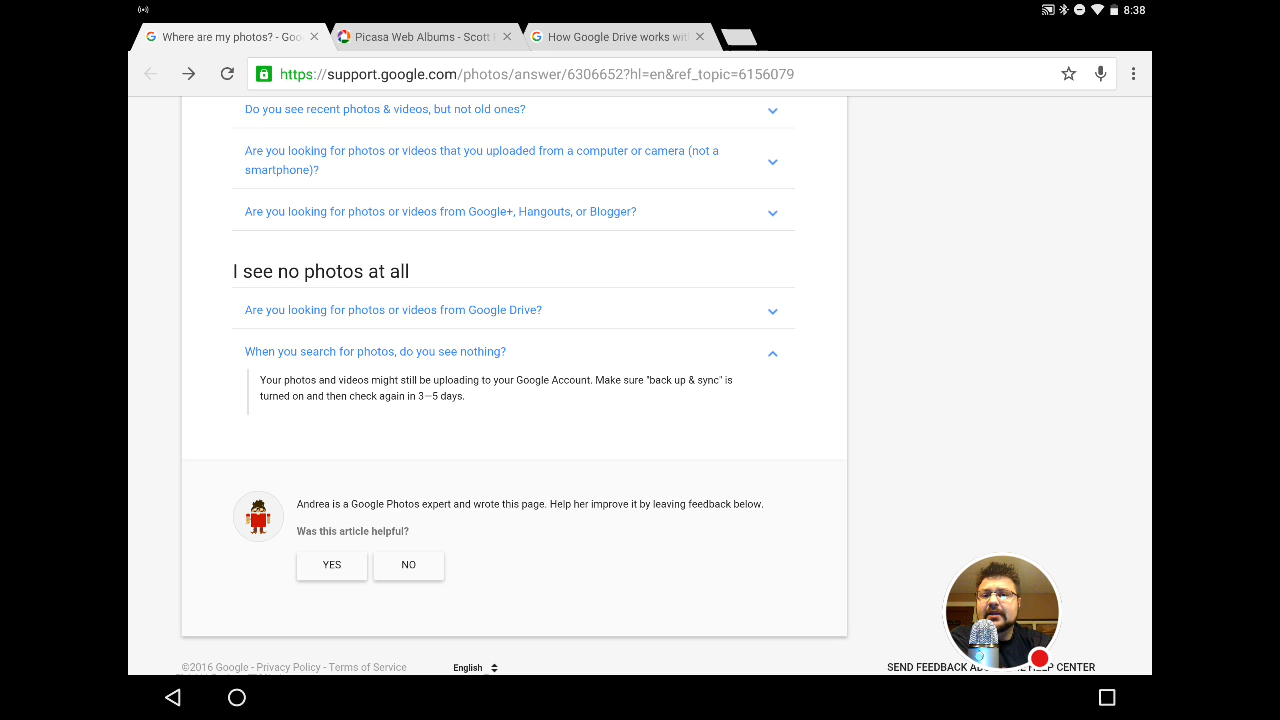 8:38
Where are my photos? - Goo
Picasa Web Albums - Scott
How Google Drive works wit
https://support.google.com/photos/answer/6306652?hl=en&ref_topic=6156079
Do you see recent photos & videos, but not old ones?
Are you looking for photos or videos that you uploaded from a computer or camera (not a
smartphone)?
Are you looking for photos or videos from Google+, Hangouts, or Blogger?
I see no photos at all
Are you looking for photos or videos from Google Drive?
When you search for photos, do you see nothing?
Your photos and videos might still be uploading to your Google Account. Make sure "back up & sync" is
turned on and then check again in 3–5 days.
Andrea is a Google Photos expert and wrote this page. Help her improve it by leaving feedback below.
Was this article helpful?
YES
NO
©2016 Google - Privacy Policy - Terms of Service
English
SEND FEEDBACK HELP CENTER